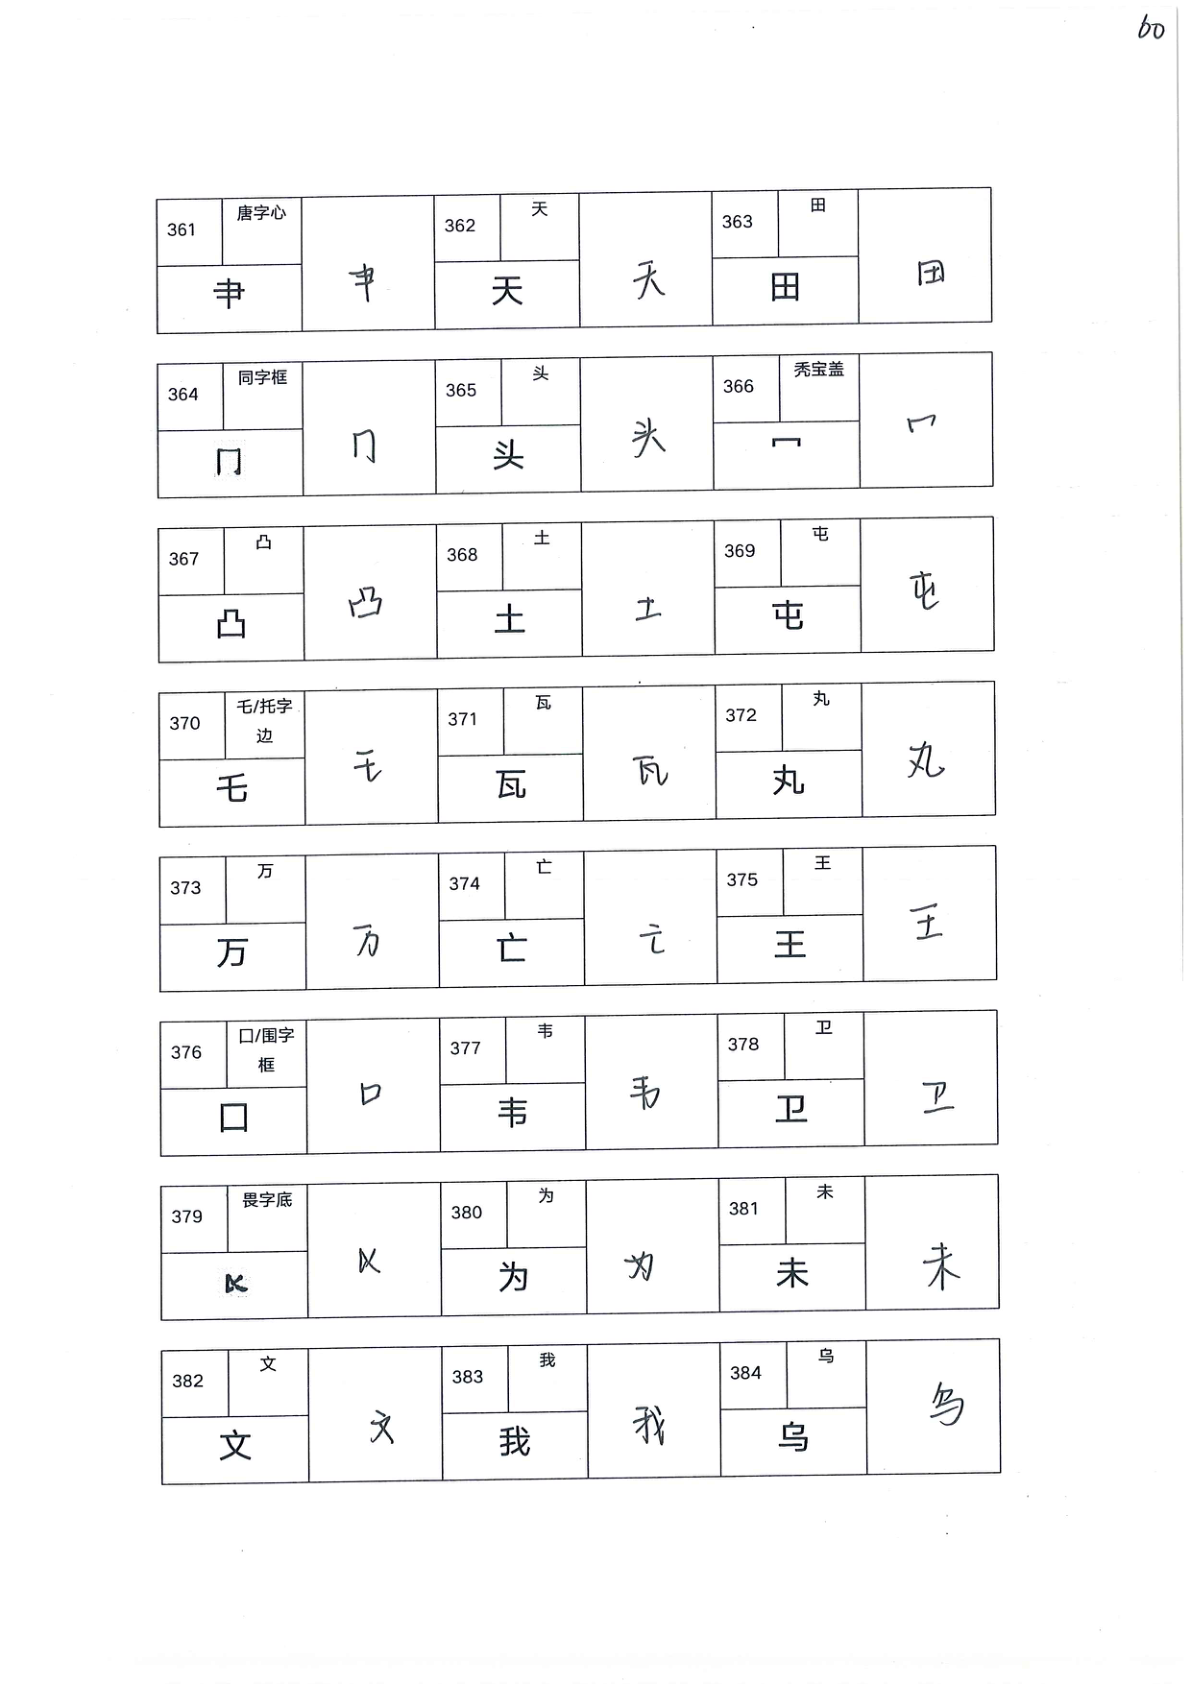 60
361 唐字心 肀 肀 362 天 天 天 363 田 田 田
364 同字框 冂 冂 365 头 头 头 366 秃宝盖 冖 冖
367 凸 凸 凸 368 土 土 土 369 屯 屯 屯
370 乇/托字边 乇 乇 371 瓦 瓦 瓦 372 丸 丸 丸
373 万 万 万 374 亡 亡 亡 375 王 王 王
376 囗/围字框 囗 囗 377 韦 韦 韦 378 卫 卫 卫
379 畏字底 380 为 为 为 381 未 未 未
382 文 文 文 383 我 我 我 384 乌 乌 乌